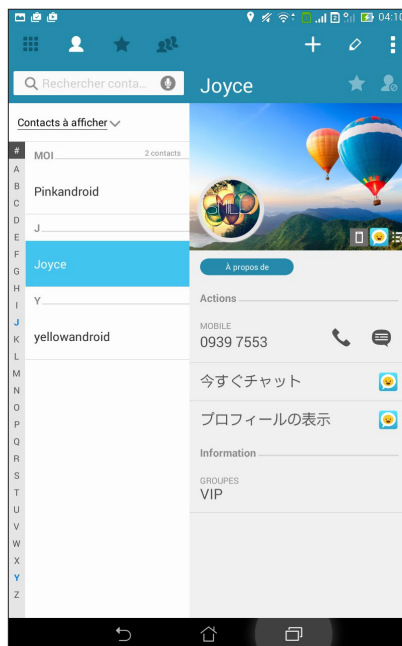 04:10
Rechercher conta...
Joyce
Contacts à afficher
#
A
B
C
D
E
F
G
H
I
J
K
L
M
N
O
P
Q
R
S
T
U
V
W
X
Y
Z
MOI
2 contacts
Pinkandroid
J
Joyce
Y
yellowandroid
SMILE
À propos de
Actions
MOBILE
0939 7553
今すぐチャット
プロフィールの表示
Information
GROUPES
VIP